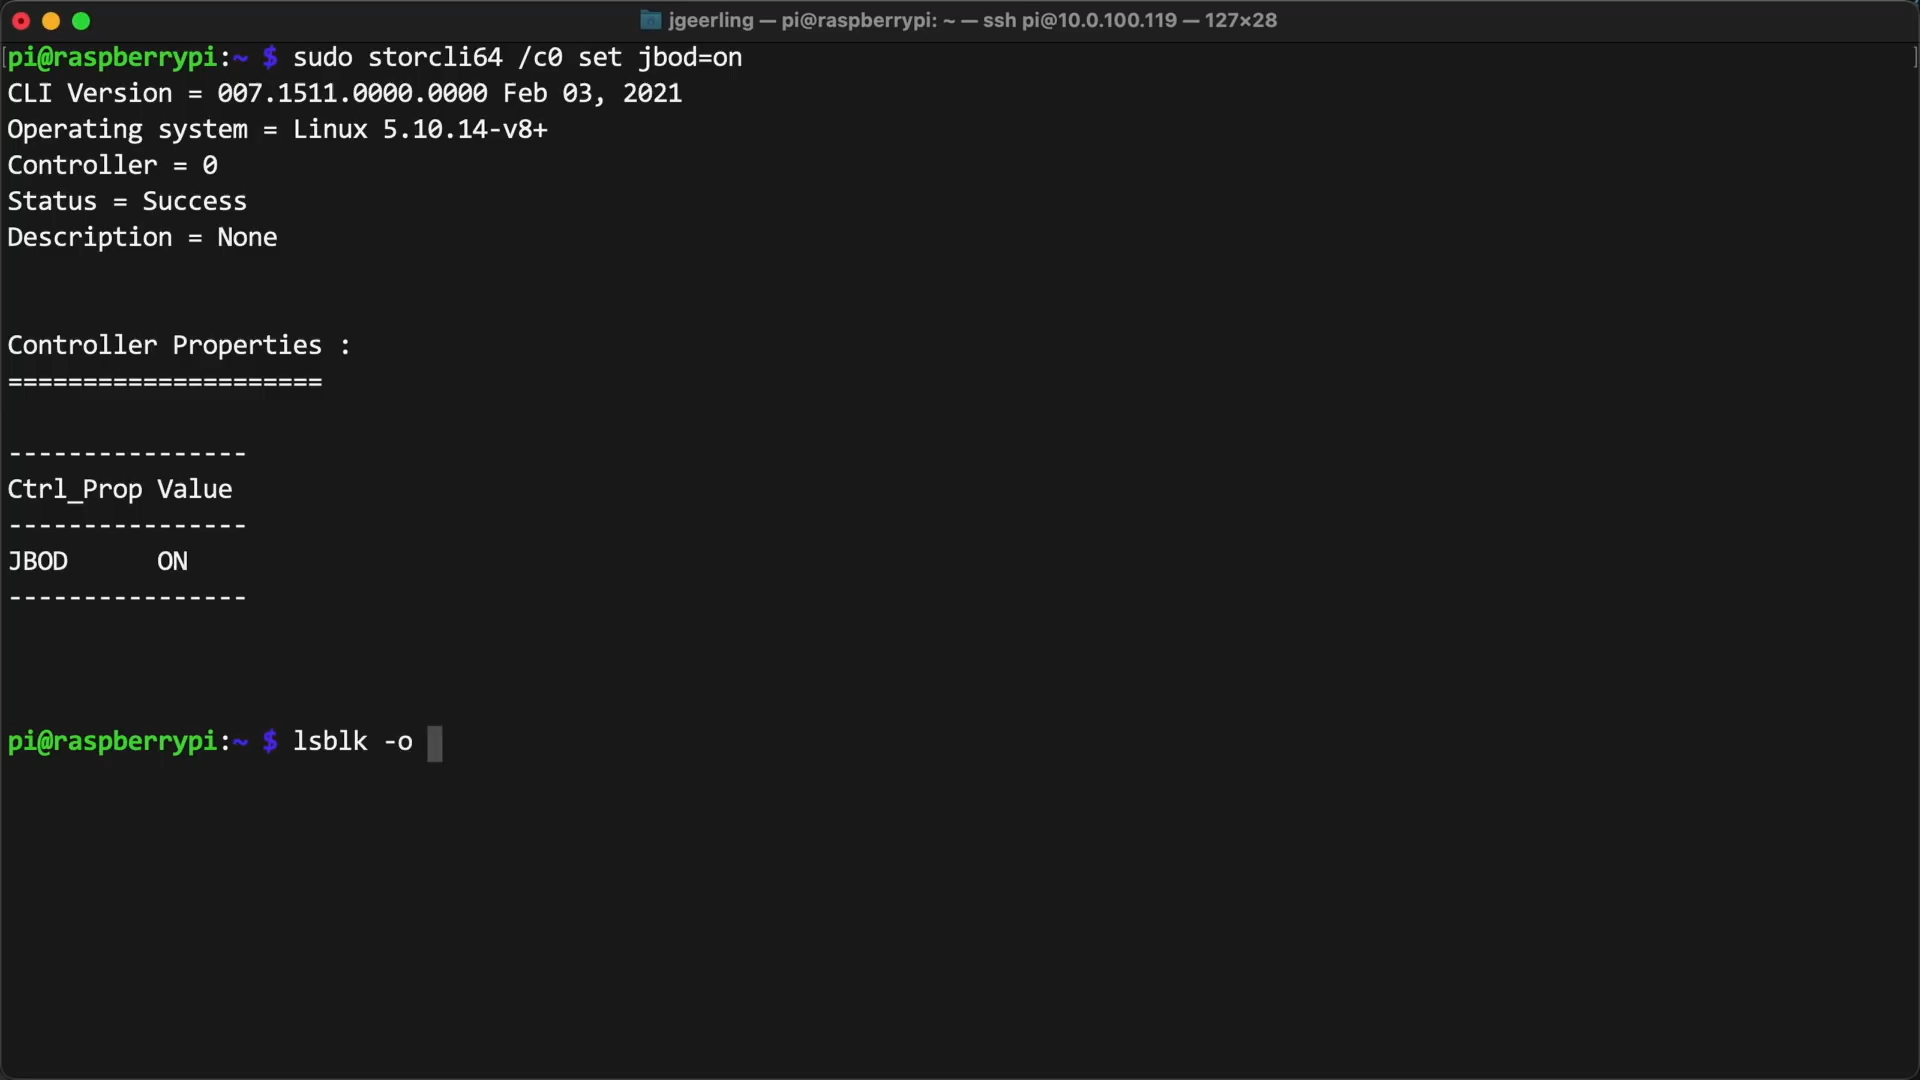 jgeerling — pi@raspberrypi: ~ — ssh pi@10.0.100.119 — 127×28
[pi@raspberrypi:~ $ sudo storcli64 /c0 set jbod=on ]
CLI Version = 007.1511.0000.0000 Feb 03, 2021
Operating system = Linux 5.10.14-v8+
Controller = 0
Status = Success
Description = None
Controller Properties :
=====================
----------------
Ctrl_Prop Value
----------------
JBOD      ON
----------------
pi@raspberrypi:~ $ lsblk -o